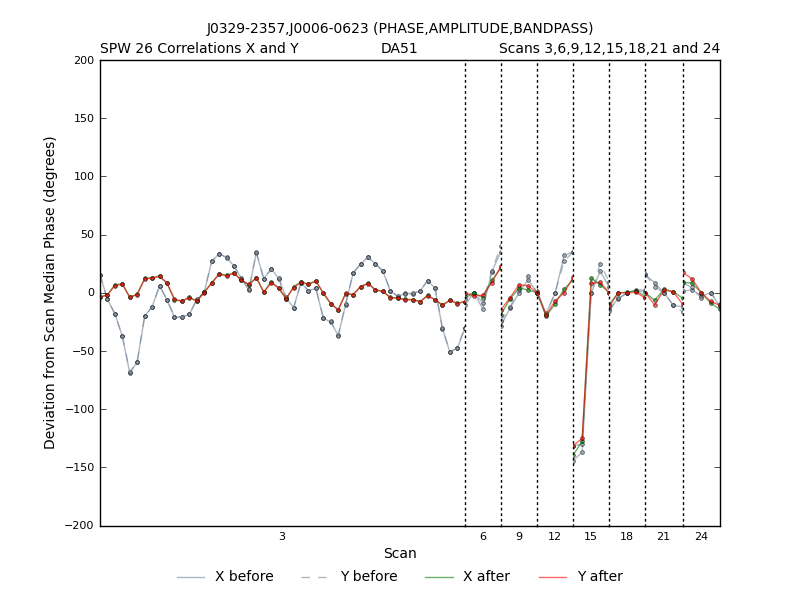 J0329-2357,J0006-0623 (PHASE,AMPLITUDE,BANDPASS)
SPW 26 Correlations X and Y DA51 Scans 3,6,9,12,15,18,21 and 24
Deviation from Scan Median Phase (degrees)
200
150
100
50
0
−50
−100
−150
−200
3 6 9 12 15 18 21 24
Scan
X before Y before X after Y after